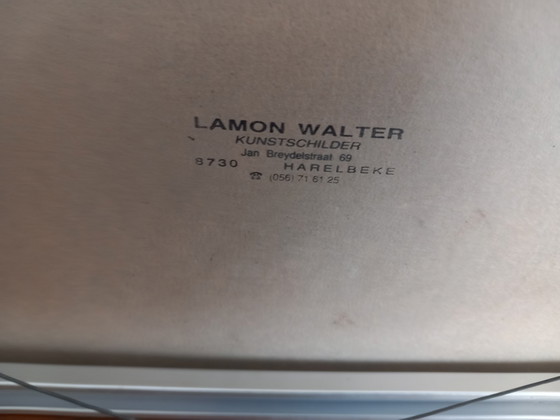 LAMON WALTER
KUNSTSCHILDER
Jan Breydelstraat 69
8730 HARELBEKE
☎ (056) 71 61 25